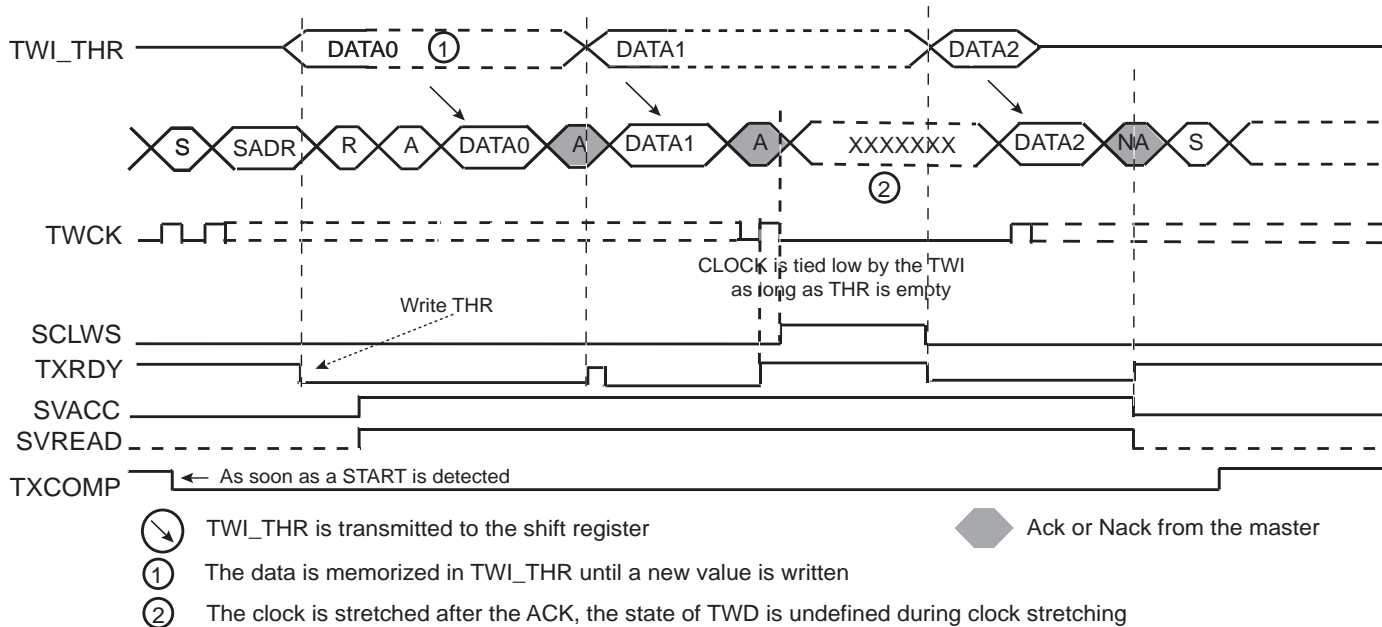 TWI_THR DATA0 1 DATA1 DATA2
S SADR R A DATA0 A DATA1 A XXXXXXX DATA2 NA S
2
TWCK
CLOCK is tied low by the TWI
as long as THR is empty
Write THR
SCLWS
TXRDY
SVACC
SVREAD
TXCOMP As soon as a START is detected
TWI_THR is transmitted to the shift register Ack or Nack from the master
1 The data is memorized in TWI_THR until a new value is written
2 The clock is stretched after the ACK, the state of TWD is undefined during clock stretching